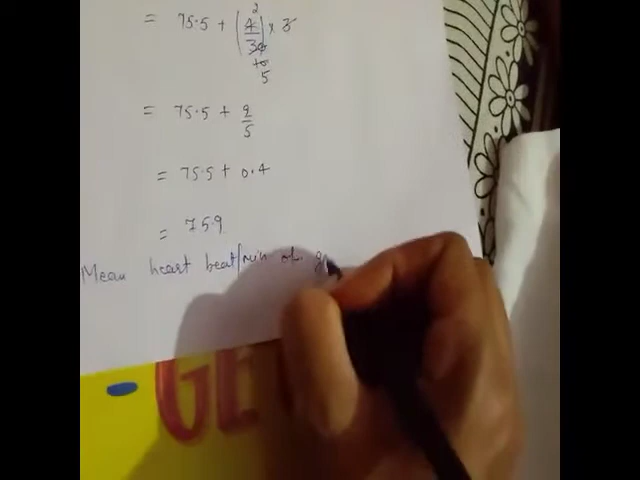 = 75.5 + (4/30) × 3
2
10
5
= 75.5 + 2/5
= 75.5 + 0.4
= 75.9
Mean heart beat/min of
GE